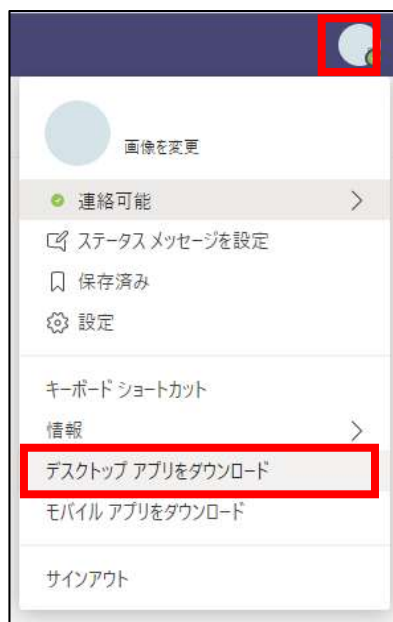 画像を変更
連絡可能
ステータス メッセージを設定
保存済み
設定
キーボード ショートカット
情報
デスクトップ アプリをダウンロード
モバイル アプリをダウンロード
サインアウト